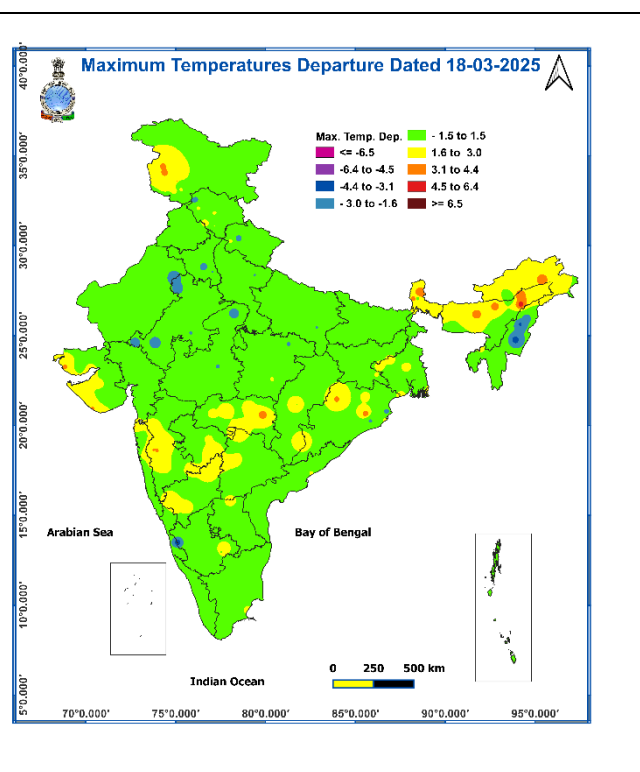 Maximum Temperatures Departure Dated 18-03-2025
Max. Temp. Dep.
<= -6.5
-6.4 to -4.5
-4.4 to -3.1
- 3.0 to -1.6
- 1.5 to 1.5
1.6 to 3.0
3.1 to 4.4
4.5 to 6.4
>= 6.5
40°0.000'
35°0.000'
30°0.000'
25°0.000'
20°0.000'
15°0.000'
10°0.000'
5°0.000'
Arabian Sea
Bay of Bengal
Indian Ocean
0 250 500 km
70°0.000' 75°0.000' 80°0.000' 85°0.000' 90°0.000' 95°0.000'